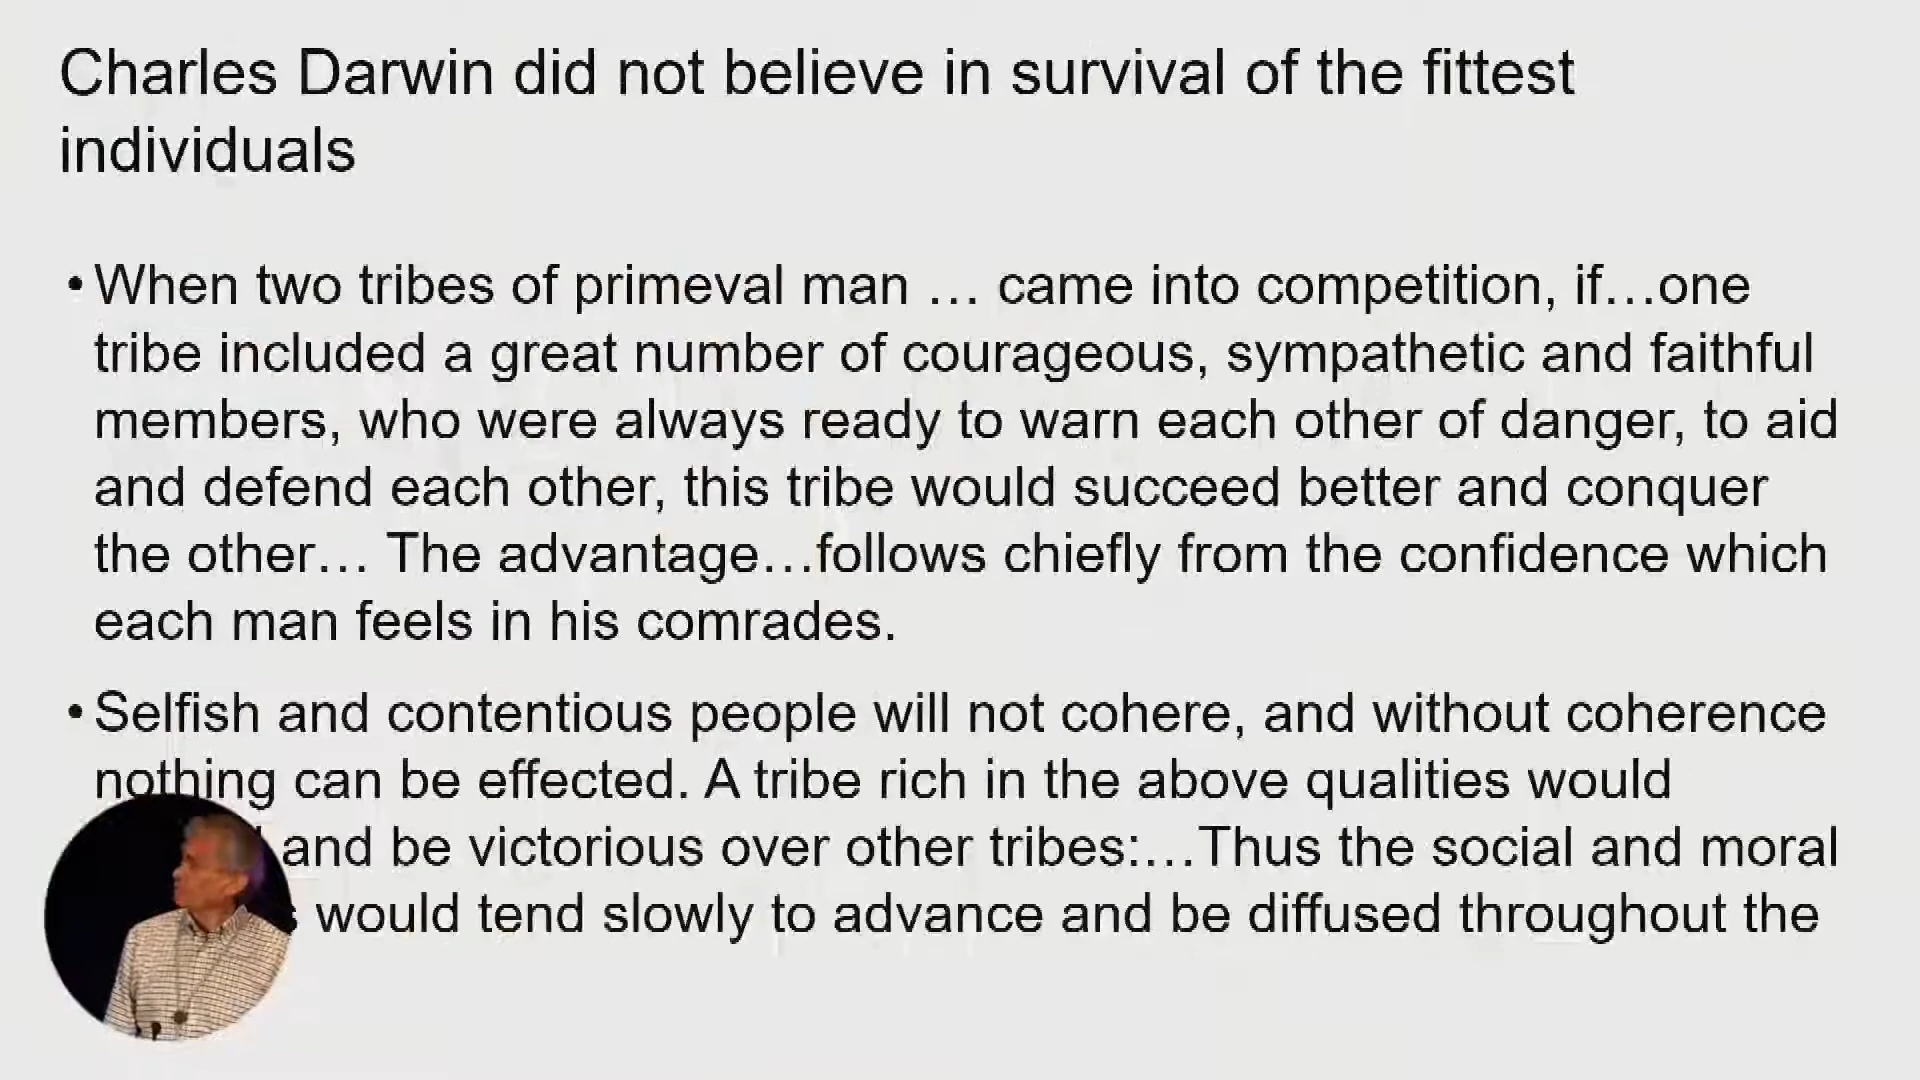 Charles Darwin did not believe in survival of the fittest
individuals
• When two tribes of primeval man … came into competition, if…one
tribe included a great number of courageous, sympathetic and faithful
members, who were always ready to warn each other of danger, to aid
and defend each other, this tribe would succeed better and conquer
the other… The advantage…follows chiefly from the confidence which
each man feels in his comrades.
• Selfish and contentious people will not cohere, and without coherence
nothing can be effected. A tribe rich in the above qualities would
and be victorious over other tribes:…Thus the social and moral
would tend slowly to advance and be diffused throughout the